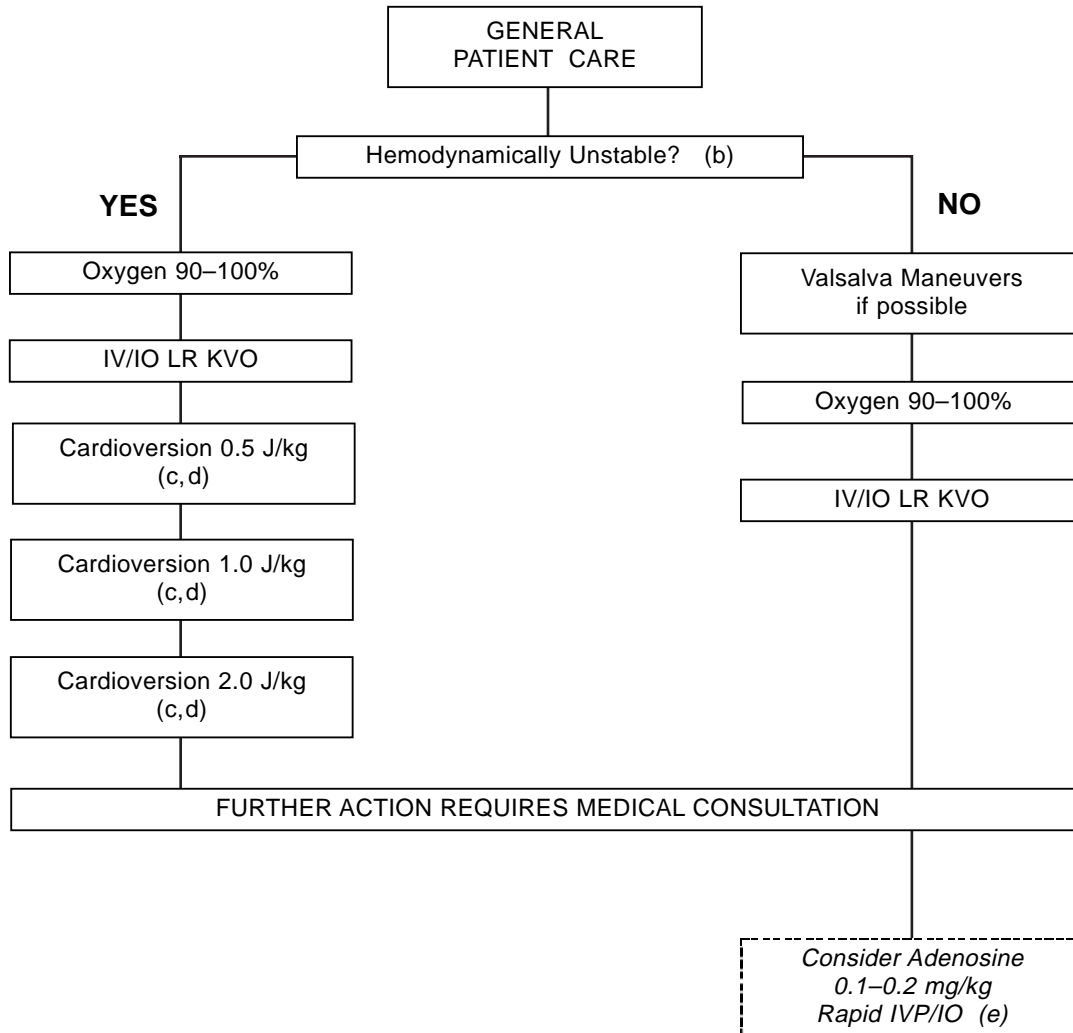 GENERAL
PATIENT CARE
Hemodynamically Unstable? (b)
YES
NO
Oxygen 90–100%
IV/IO LR KVO
Cardioversion 0.5 J/kg
(c,d)
Cardioversion 1.0 J/kg
(c,d)
Cardioversion 2.0 J/kg
(c,d)
Valsalva Maneuvers
if possible
Oxygen 90–100%
IV/IO LR KVO
FURTHER ACTION REQUIRES MEDICAL CONSULTATION
Consider Adenosine
0.1–0.2 mg/kg
Rapid IVP/IO (e)